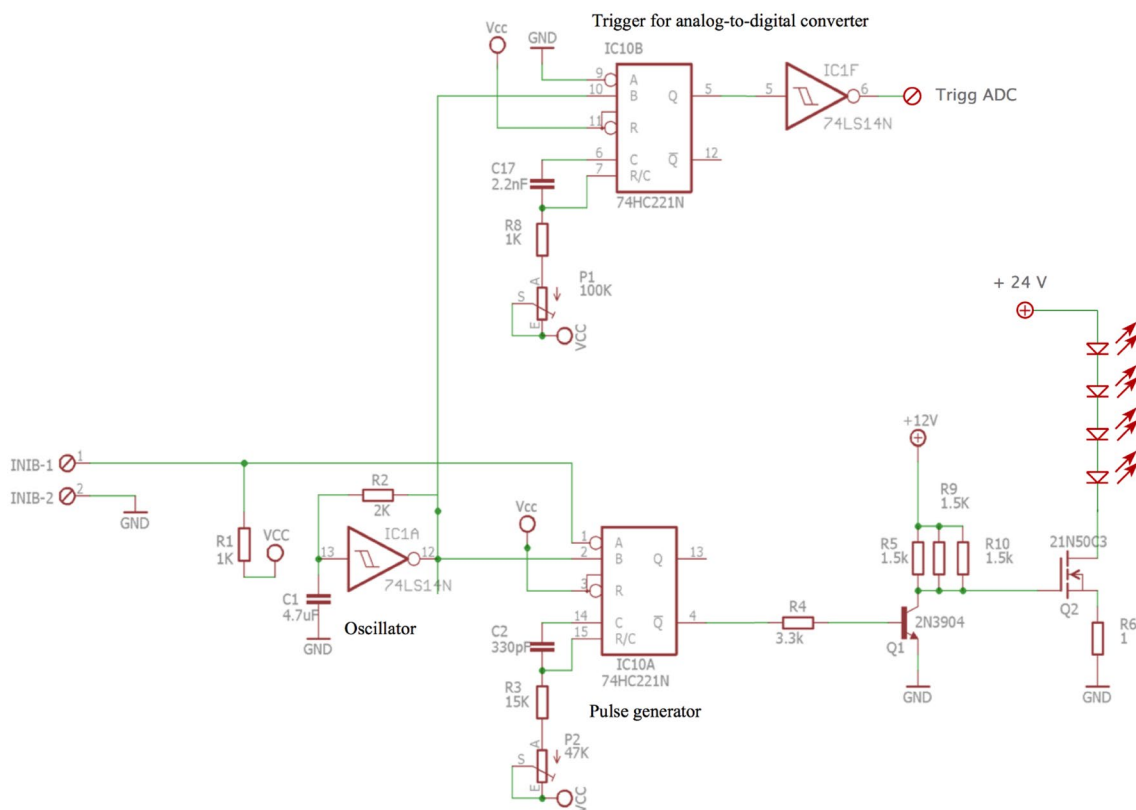 Trigger for analog-to-digital converter
Vcc
GND
IC10B
IC1F
9
A
10
B
Q
5
5
6
Trigg ADC
74LS14N
11
R
C17
2.2nF
6
C
Q
12
7
R/C
74HC221N
R8
1K
A
P1
100K
S
E
VCC
+ 24 V
+12V
INIB-1
1
R2
2K
Vcc
R9
1.5K
INIB-2
2
GND
R1
1K
VCC
IC1A
13
12
74LS14N
1
A
2
B
Q
13
R5
1.5k
R10
1.5k
21N50C3
3
R
C1
4.7uF
Oscillator
GND
C2
330pF
14
C
Q
4
15
R/C
R4
3.3k
2N3904
Q1
Q2
R6
1
IC10A
74HC221N
R3
15K
GND
GND
Pulse generator
A
P2
47K
S
E
VCC